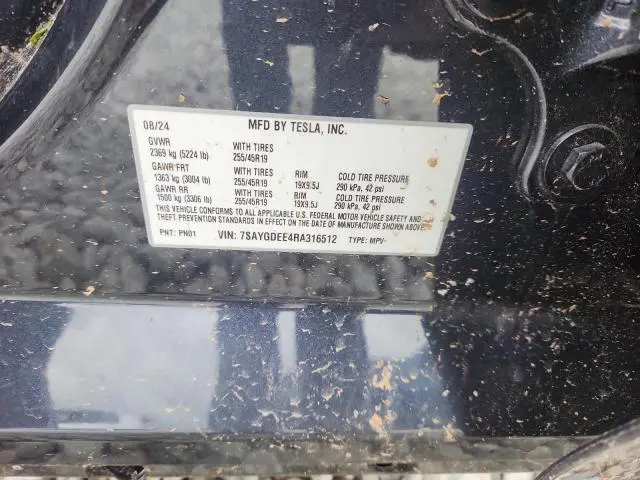 08/24 MFD BY TESLA, INC.
GVWR WITH TIRES
2369 kg (5224 lb) 255/45R19
GAWR FRT WITH TIRES RIM COLD TIRE PRESSURE
1363 kg (3004 lb) 255/45R19 19X9.5J 290 kPa, 42 psi
GAWR RR WITH TIRES RIM COLD TIRE PRESSURE
1500 kg (3306 lb) 255/45R19 19X9.5J 290 kPa, 42 psi
THIS VEHICLE CONFORMS TO ALL APPLICABLE U.S. FEDERAL MOTOR VEHICLE SAFETY AND
THEFT PREVENTION STANDARDS IN EFFECT ON THE DATE OF MANUFACTURE SHOWN ABOVE.
PNT: PN01 VIN: 7SAYGDEE4RA316512 TYPE: MPV-